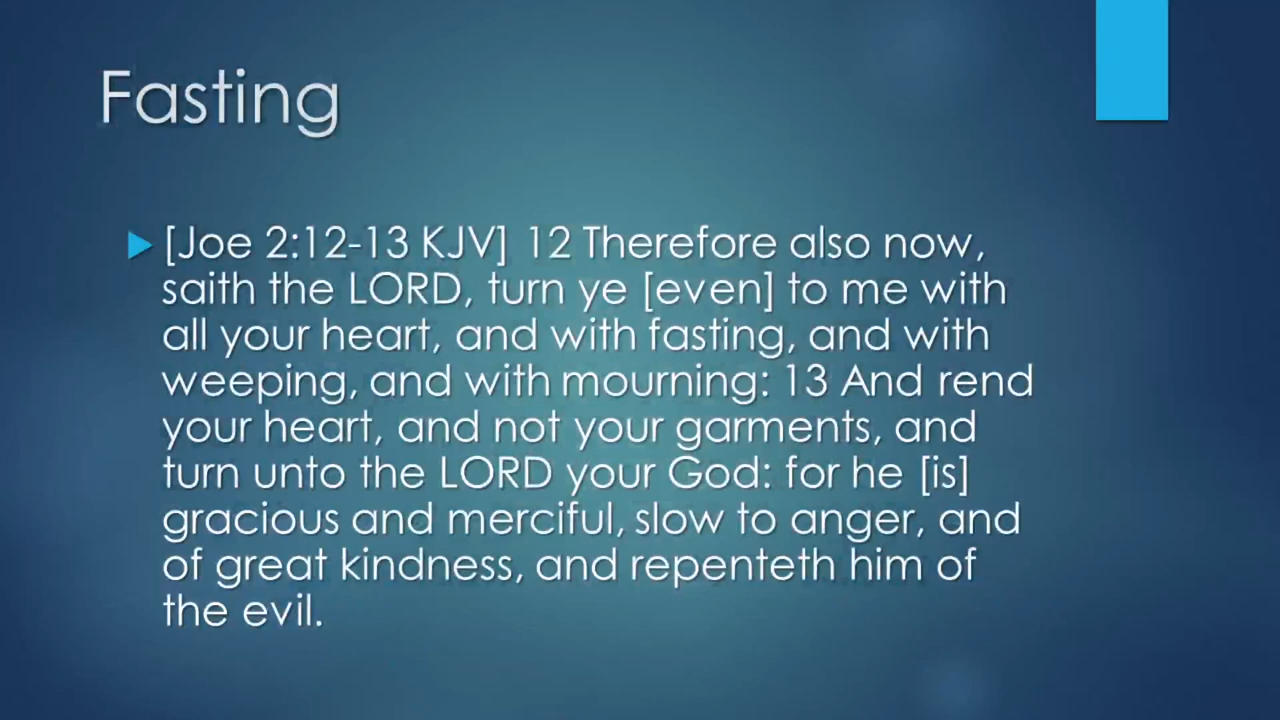 Fasting
[Joe 2:12-13 KJV] 12 Therefore also now,
saith the LORD, turn ye [even] to me with
all your heart, and with fasting, and with
weeping, and with mourning: 13 And rend
your heart, and not your garments, and
turn unto the LORD your God: for he [is]
gracious and merciful, slow to anger, and
of great kindness, and repenteth him of
the evil.